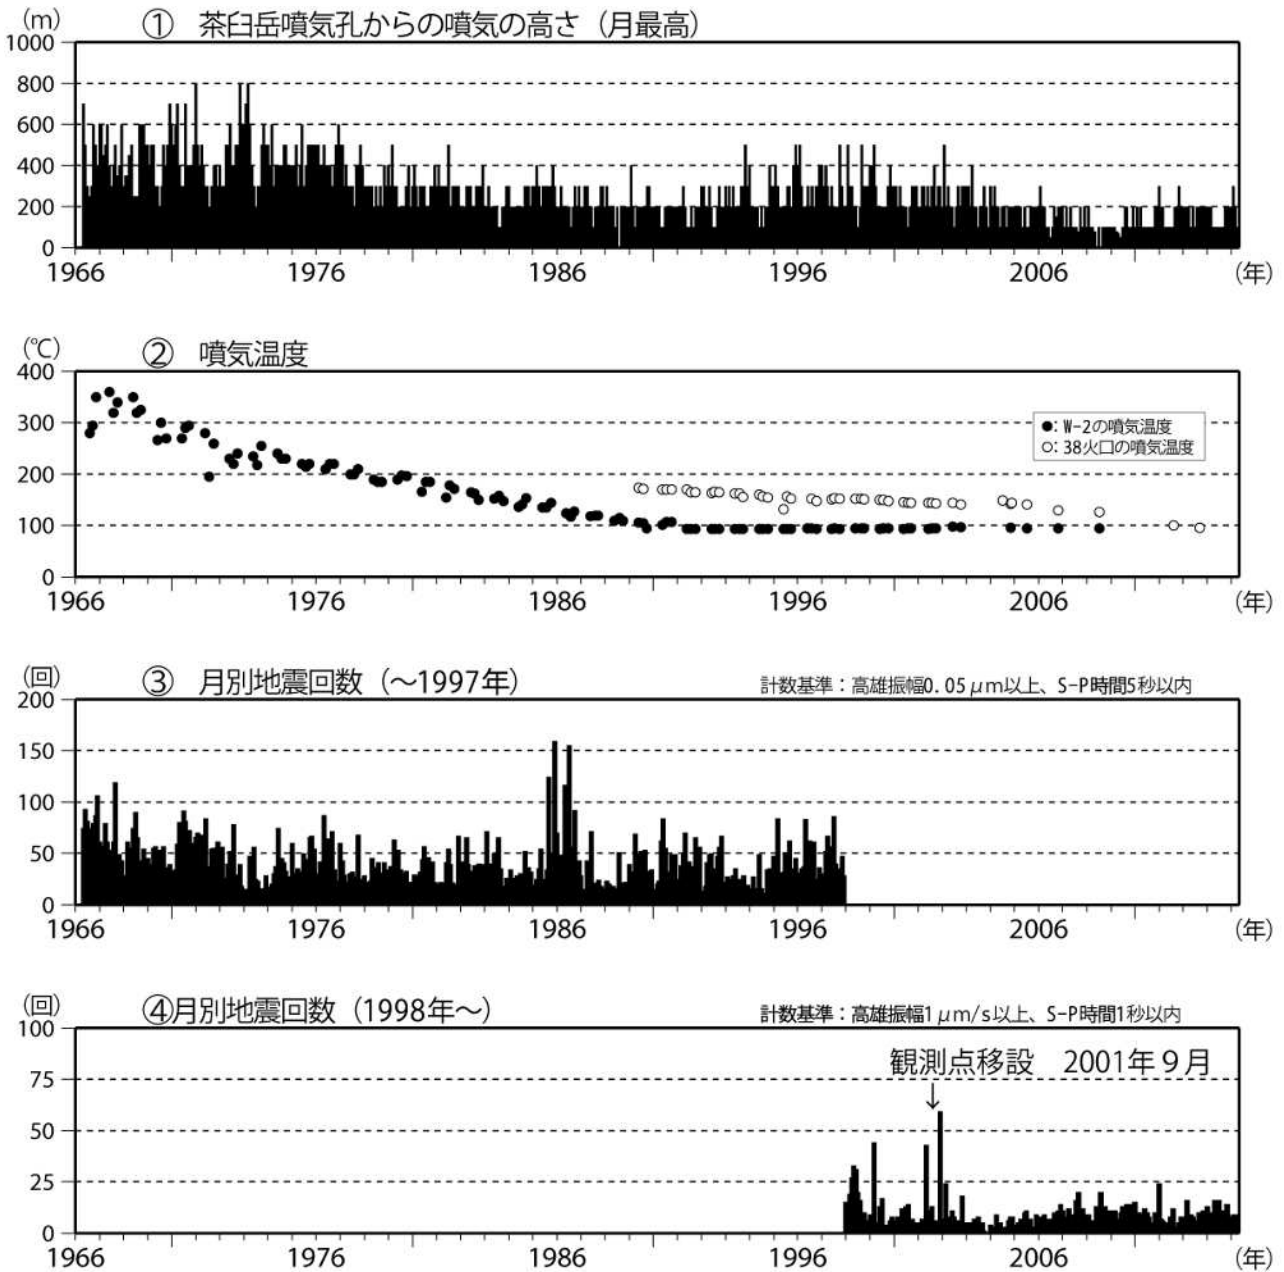 (m)
① 茶臼岳噴気孔からの噴気の高さ（月最高）
1000
800
600
400
200
0
1966 1976 1986 1996 2006 (年)
(℃)
② 噴気温度
400
300
200
100
0
●: W-2の噴気温度
○: 38火口の噴気温度
1966 1976 1986 1996 2006 (年)
(回)
③ 月別地震回数（～1997年）
計数基準：高雄振幅0.05μm以上、S-P時間5秒以内
200
150
100
50
0
1966 1976 1986 1996 2006 (年)
(回)
④月別地震回数（1998年～）
計数基準：高雄振幅1μm/s以上、S-P時間1秒以内
100
75
50
25
0
観測点移設 2001年９月
↓
1966 1976 1986 1996 2006 (年)